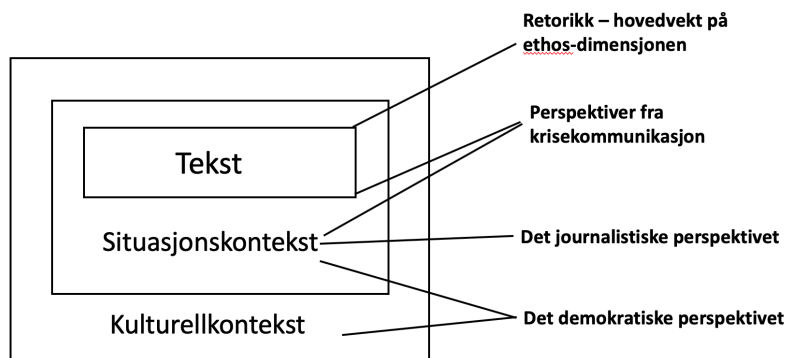 Retorikk – hovedvekt på
ethos-dimensjonen
Perspektiver fra
krisekommunikasjon
Tekst
Situasjonskontekst
Det journalistiske perspektivet
Kulturellkontekst
Det demokratiske perspektivet